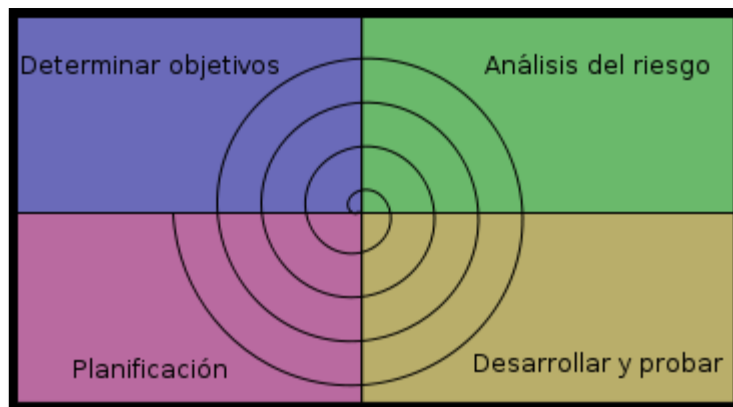 Determinar objetivos
Análisis del riesgo
Planificación
Desarrollar y probar